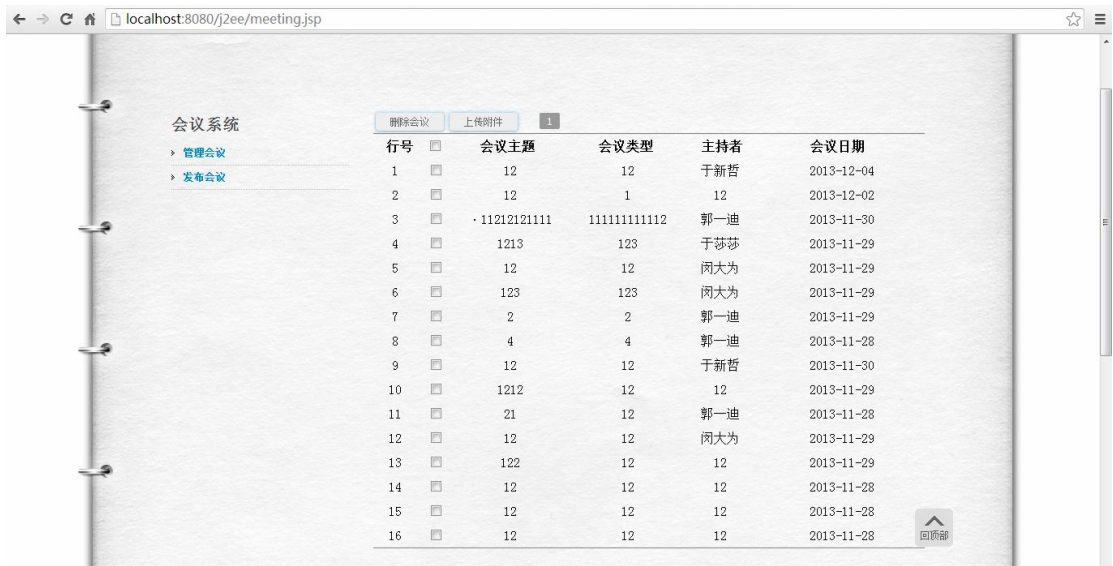 localhost:8080/j2ee/meeting.jsp
会议系统
管理会议
发布会议
删除会议 上传附件 1
行号 会议主题 会议类型 主持者 会议日期
1 12 12 于新哲 2013-12-04
2 12 1 12 2013-12-02
3 ·11212121111 111111111112 郭一迪 2013-11-30
4 1213 123 于莎莎 2013-11-29
5 12 12 闵大为 2013-11-29
6 123 123 闵大为 2013-11-29
7 2 2 郭一迪 2013-11-29
8 4 4 郭一迪 2013-11-28
9 12 12 于新哲 2013-11-30
10 1212 12 12 2013-11-29
11 21 12 郭一迪 2013-11-28
12 12 12 闵大为 2013-11-29
13 122 12 12 2013-11-29
14 12 12 12 2013-11-28
15 12 12 12 2013-11-28
16 12 12 12 2013-11-28
回顶部